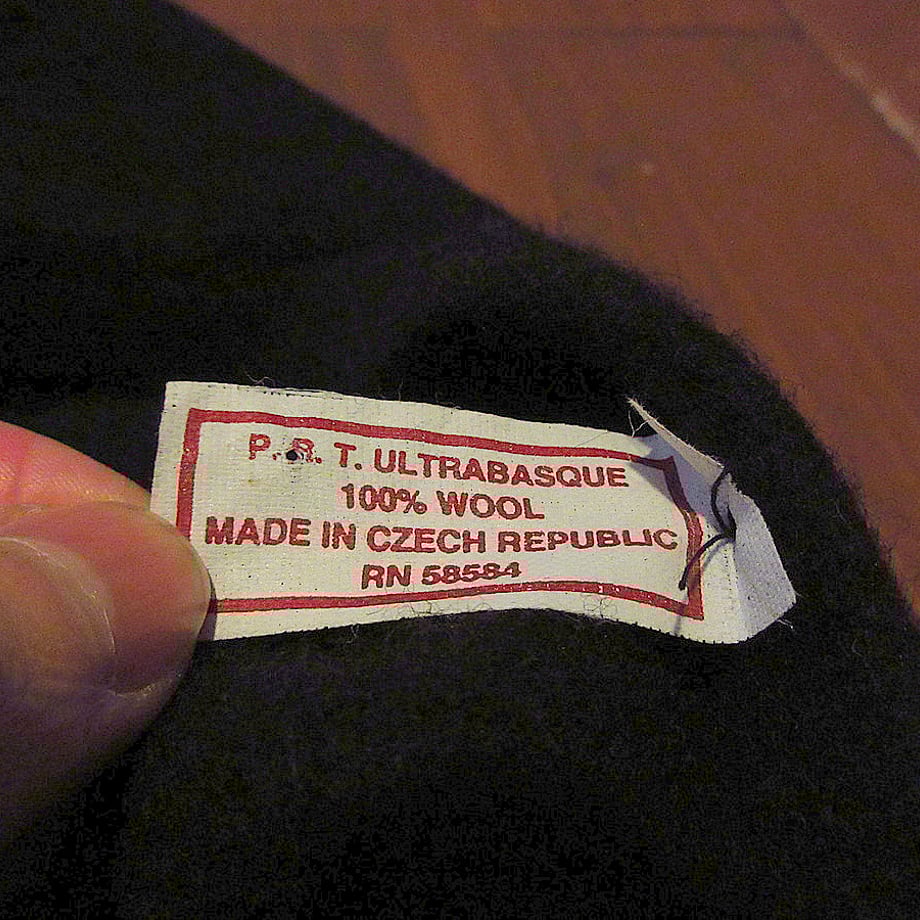 P. B. T. ULTRABASQUE
100% WOOL
MADE IN CZECH REPUBLIC
RN 58584